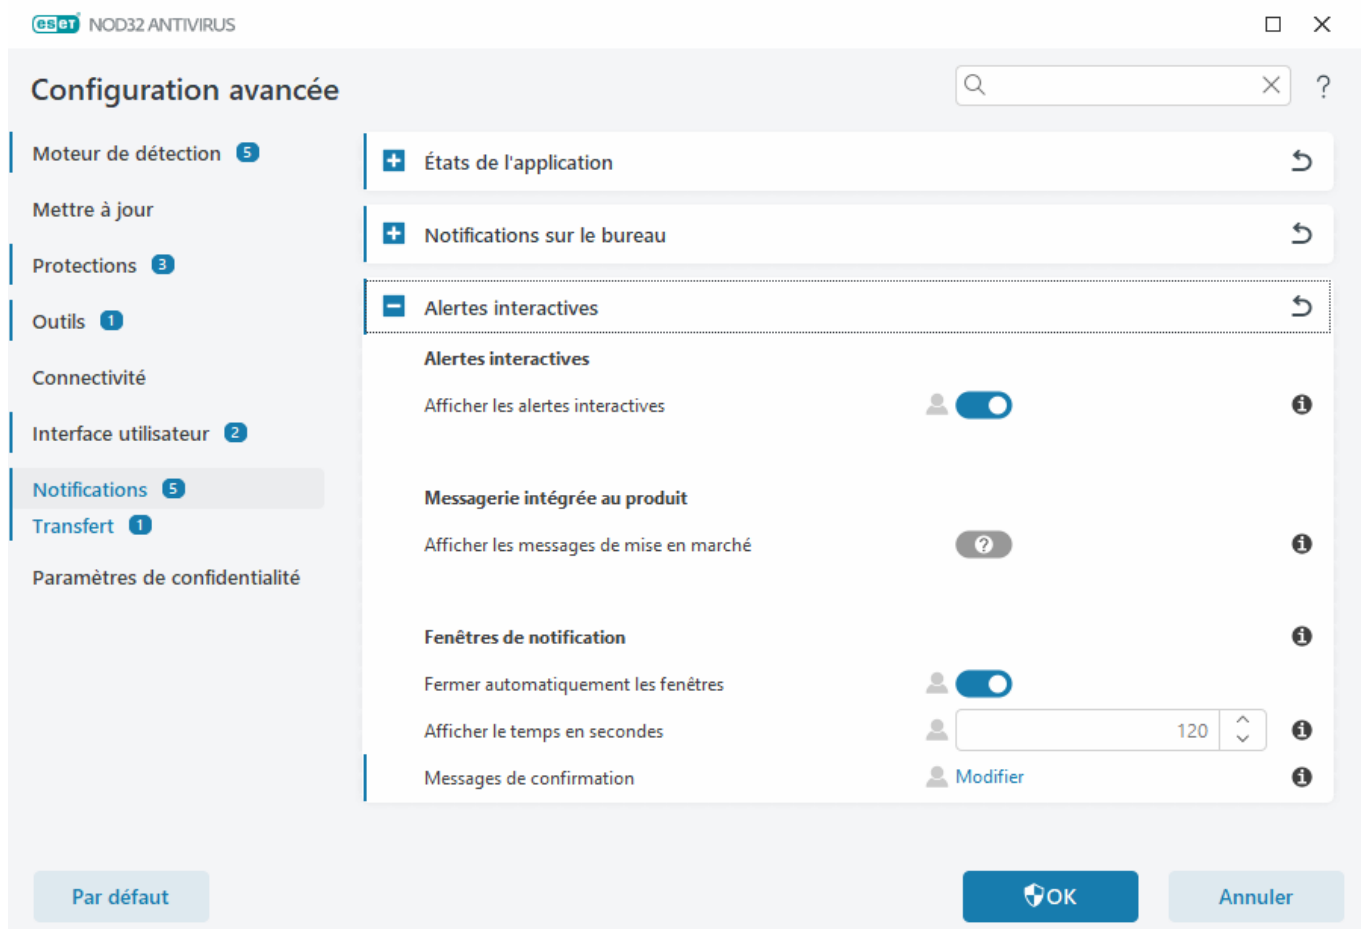 eset NOD32 ANTIVIRUS
Configuration avancée
?
Moteur de détection 5
Mettre à jour
Protections 3
Outils 1
Connectivité
Interface utilisateur 2
Notifications 5
Transfert 1
Paramètres de confidentialité
États de l'application
Notifications sur le bureau
Alertes interactives
Alertes interactives
Afficher les alertes interactives
Messagerie intégrée au produit
Afficher les messages de mise en marché ?
Fenêtres de notification
Fermer automatiquement les fenêtres
Afficher le temps en secondes 120
Messages de confirmation Modifier
Par défaut
OK
Annuler